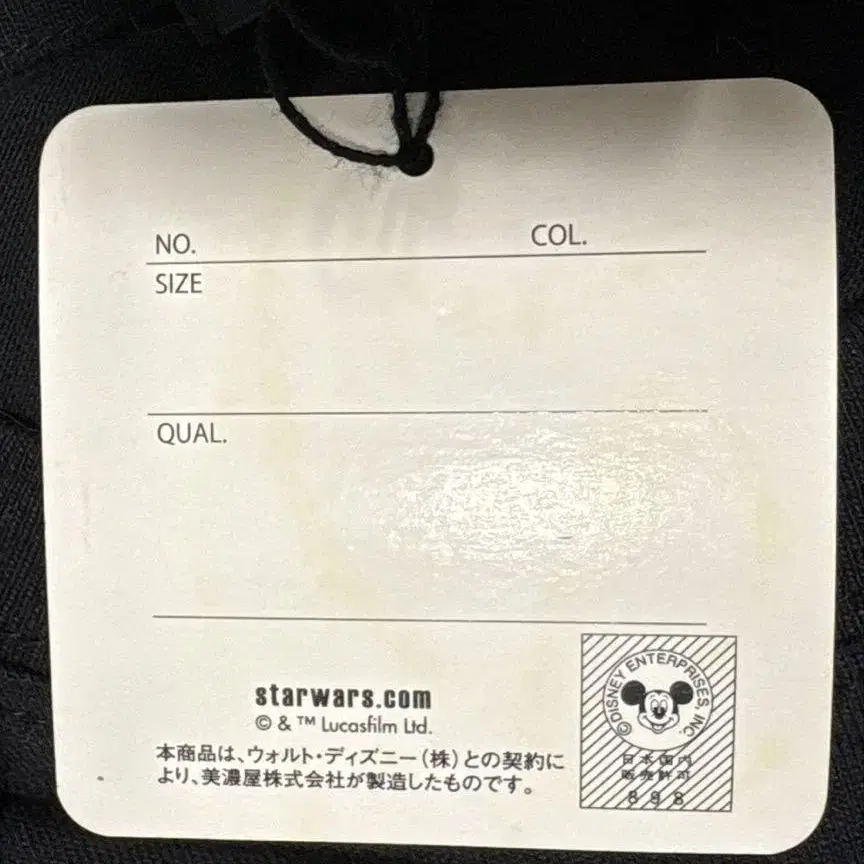 NO. COL.
SIZE
QUAL.
starwars.com
© & ™ Lucasfilm Ltd.
本商品は、ウォルト・ディズニー(株)との契約に
より、美濃屋株式会社が製造したものです。
©DISNEY ENTERPRISES, INC.
日本国内
販売許可
898